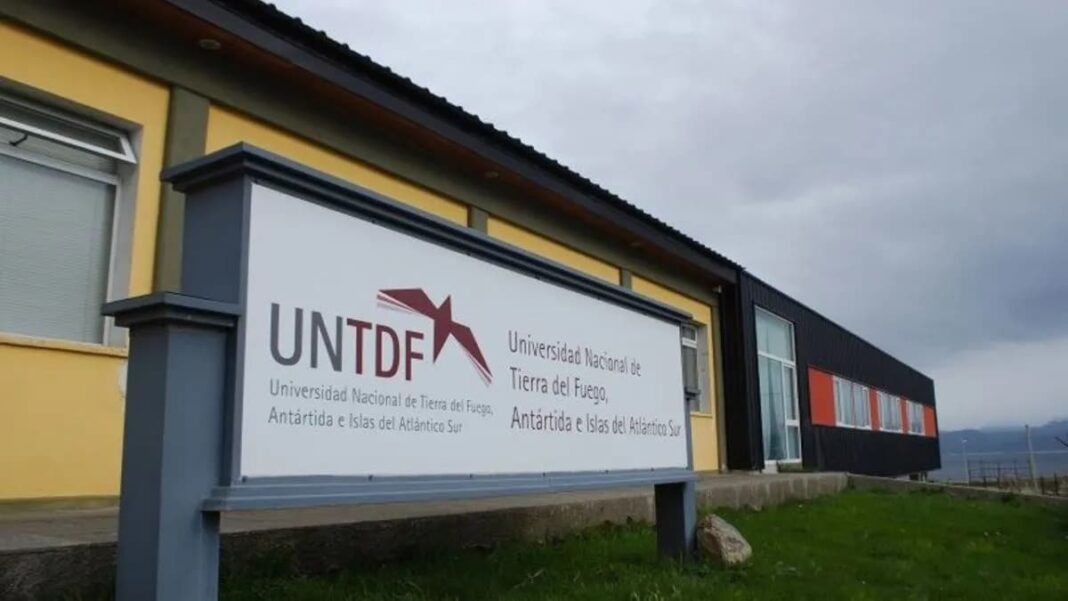 UNTDF
Universidad Nacional de Tierra del Fuego,
Antártida e Islas del Atlántico Sur
Universidad Nacional de
Tierra del Fuego,
Antártida e Islas del Atlántico Sur